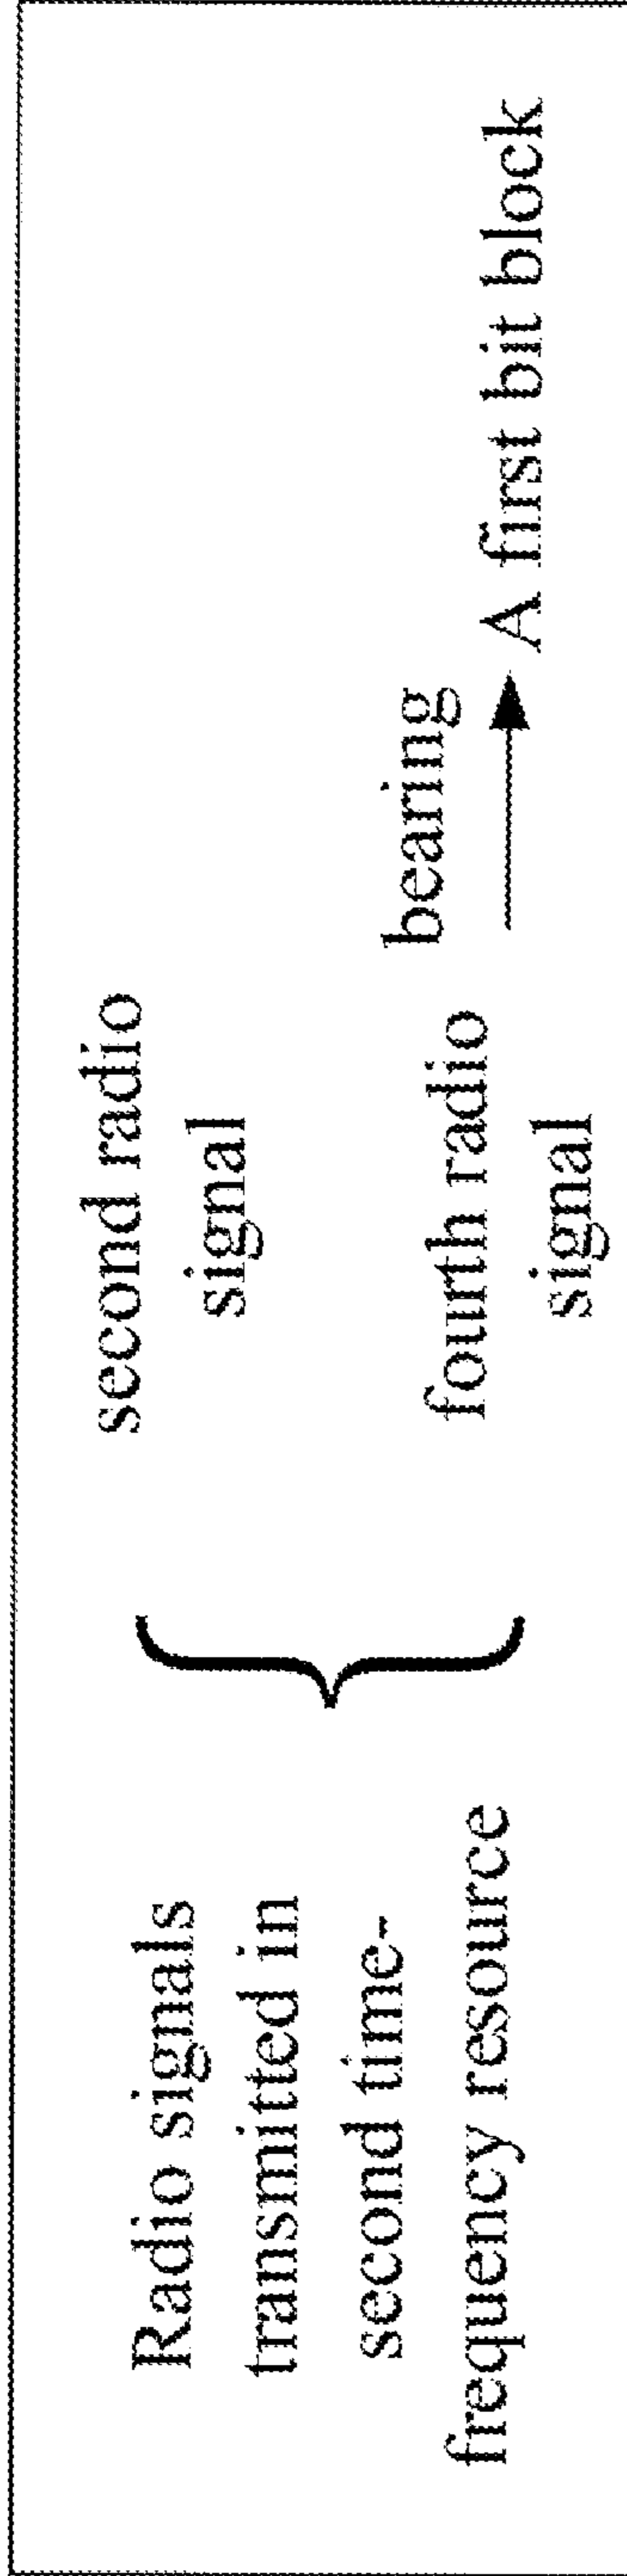 Radio signals
transmitted in
second time-
frequency resource
second radio
signal
fourth radio
signal
bearing
A first bit block